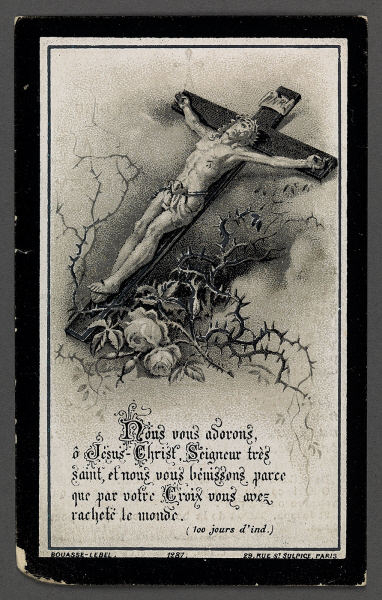 Nous vous adorons,
ô Jésus-Christ, Seigneur très
saint, et nous vous bénissons parce
que par votre Croix vous avez
racheté le monde.
(100 jours d'ind.)
BOUASSE-LEBEL. 1287. 29, RUE St SULPICE, PARIS